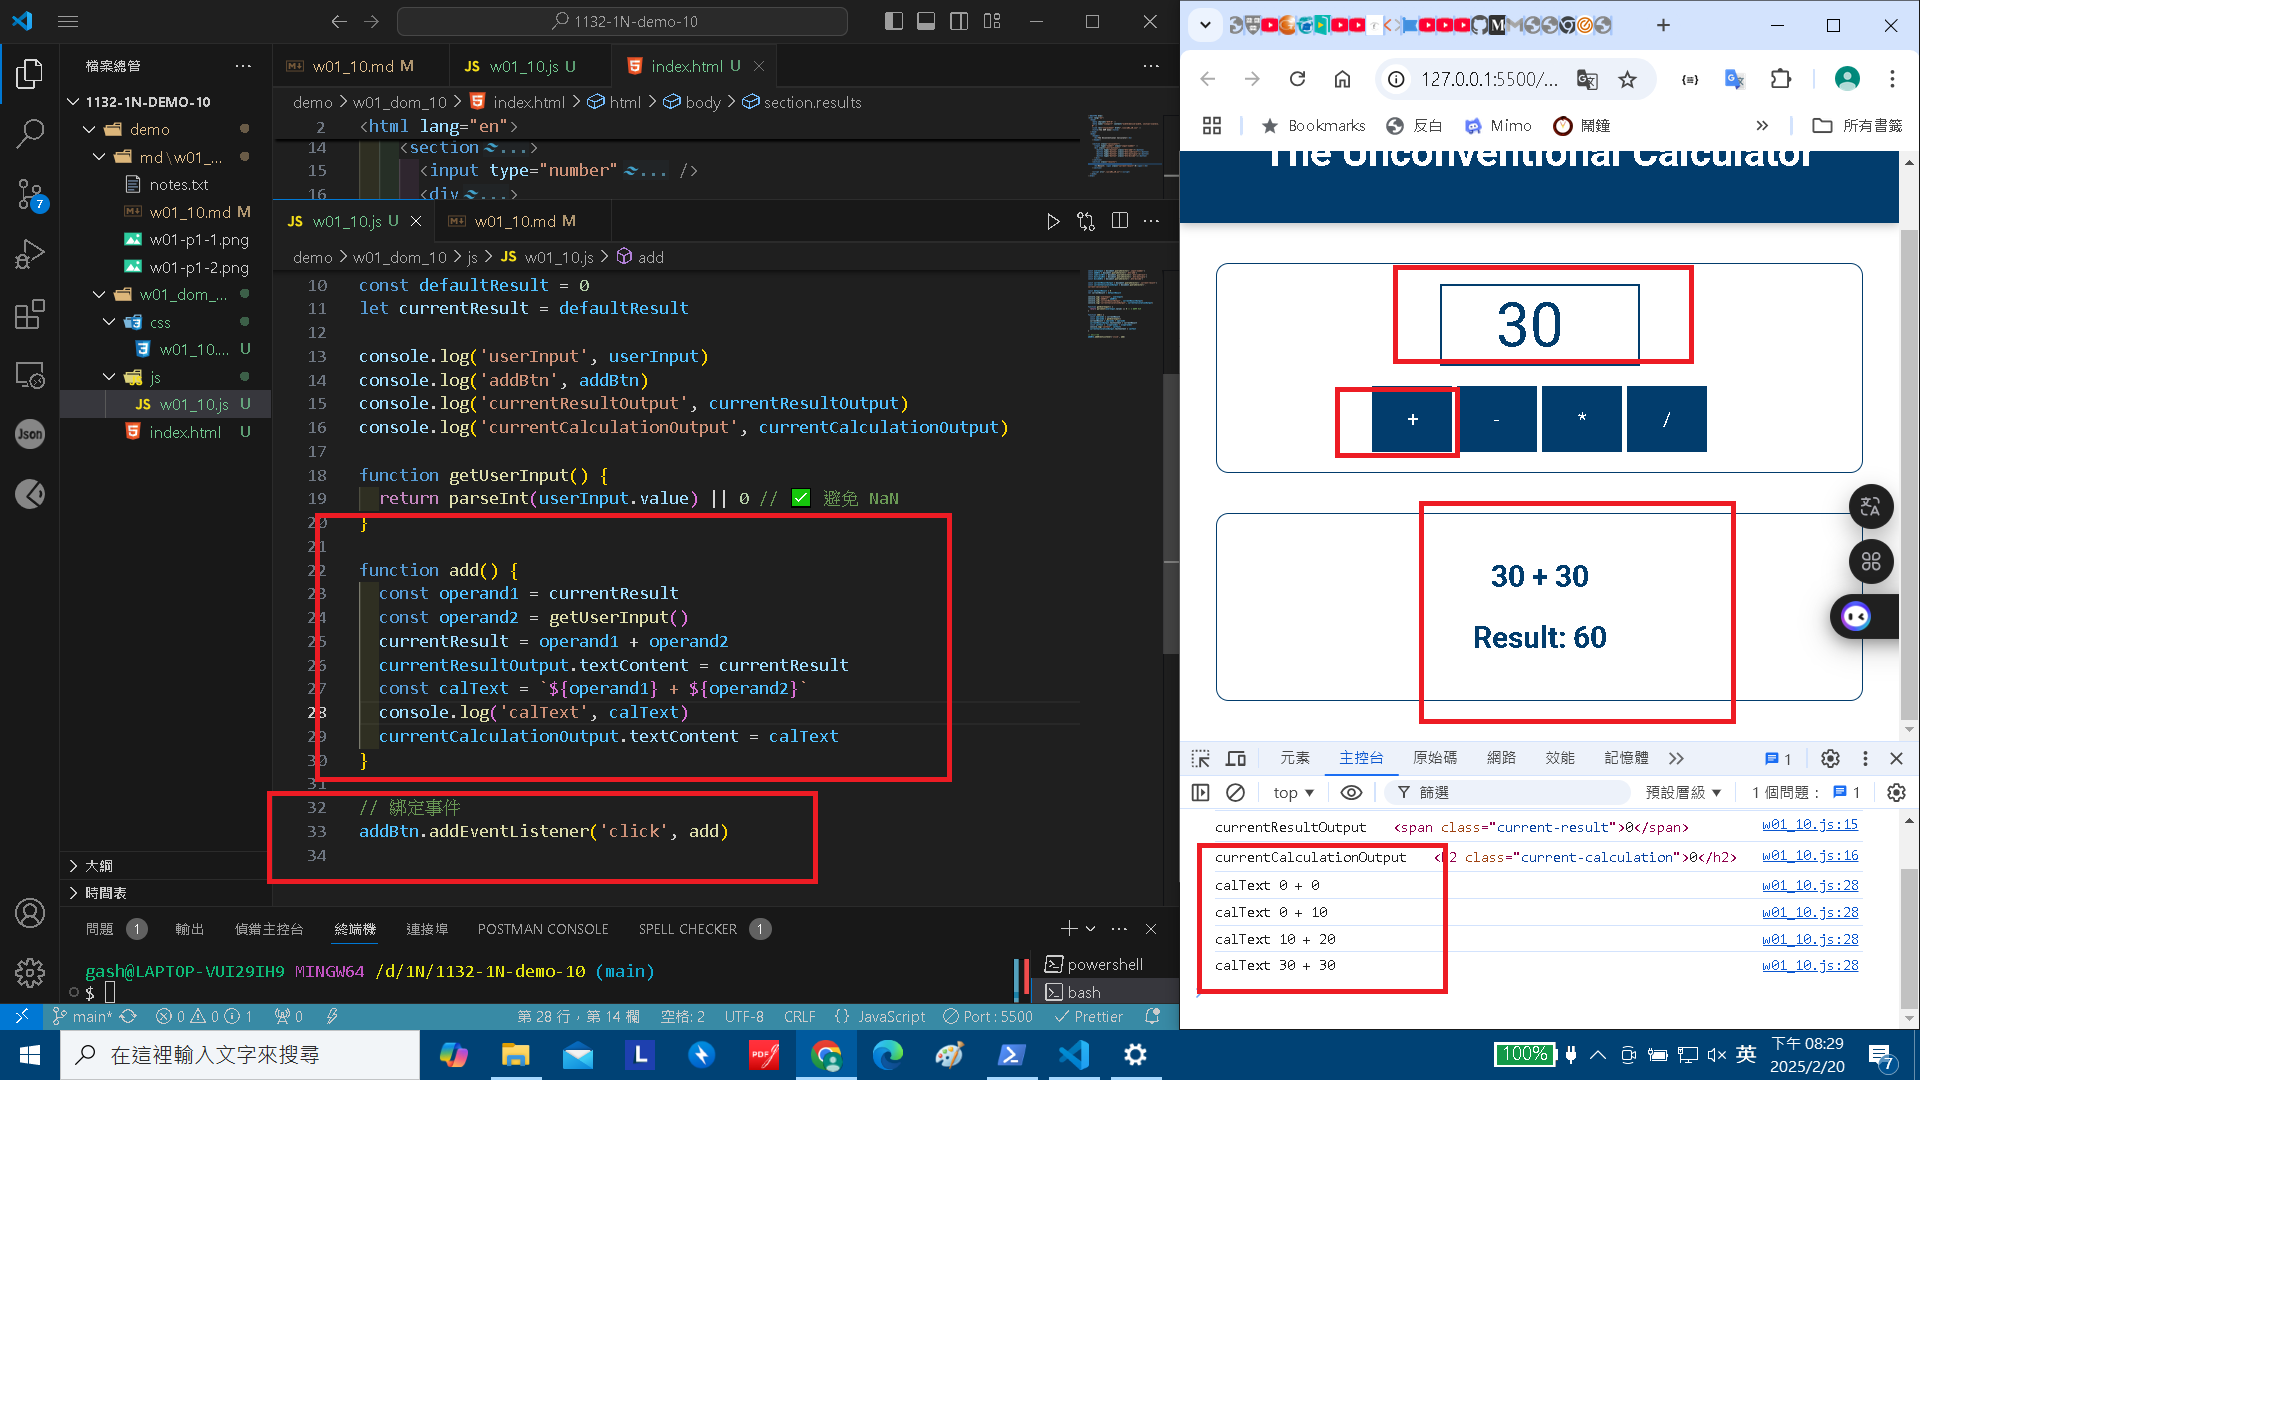 1132-1N-demo-10
檔案總管
1132-1N-DEMO-10
demo
md\w01_...
notes.txt
w01_10.md M
w01-p1-1.png
w01-p1-2.png
w01_dom_...
css
w01_10.... U
js
JS w01_10.js U
index.html U
大綱
時間表
7
Json
w01_10.md M
JS w01_10.js U
index.html U
demo > w01_dom_10 > index.html > html > body > section.results
2 <html lang="en">
14 <section ...>
15 <input type="number" ... />
16 <div ...>
JS w01_10.js U
w01_10.md M
demo > w01_dom_10 > js > JS w01_10.js > add
10 const defaultResult = 0
11 let currentResult = defaultResult
12
13 console.log('userInput', userInput)
14 console.log('addBtn', addBtn)
15 console.log('currentResultOutput', currentResultOutput)
16 console.log('currentCalculationOutput', currentCalculationOutput)
17
18 function getUserInput() {
19 return parseInt(userInput.value) || 0 // ✅ 避免 NaN
20 }
21
22 function add() {
23 const operand1 = currentResult
24 const operand2 = getUserInput()
25 currentResult = operand1 + operand2
26 currentResultOutput.textContent = currentResult
27 const calText = `${operand1} + ${operand2}`
28 console.log('calText', calText)
29 currentCalculationOutput.textContent = calText
30 }
31
32 // 綁定事件
33 addBtn.addEventListener('click', add)
34
問題 1 輸出 偵錯主控台 終端機 連接埠 POSTMAN CONSOLE SPELL CHECKER 1
gash@LAPTOP-VUI29IH9 MINGW64 /d/1N/1132-1N-demo-10 (main)
$
powershell
bash
main* 0 0 1 0 第 28 行，第 14 欄 空格: 2 UTF-8 CRLF {} JavaScript Port : 5500 Prettier
127.0.0.1:5500/...
Bookmarks 反白 Mimo 鬧鐘 所有書籤
The Unconventional Calculator
30
+ - * /
30 + 30
Result: 60
元素 主控台 原始碼 網路 效能 記憶體 1
top ▼ 篩選 預設層級 ▼ 1 個問題： 1
currentResultOutput <span class="current-result">0</span> w01_10.js:15
currentCalculationOutput <h2 class="current-calculation">0</h2> w01_10.js:16
calText 0 + 0 w01_10.js:28
calText 0 + 10 w01_10.js:28
calText 10 + 20 w01_10.js:28
calText 30 + 30 w01_10.js:28
在這裡輸入文字來搜尋
L
PDF
100%
英
下午 08:29
2025/2/20
7